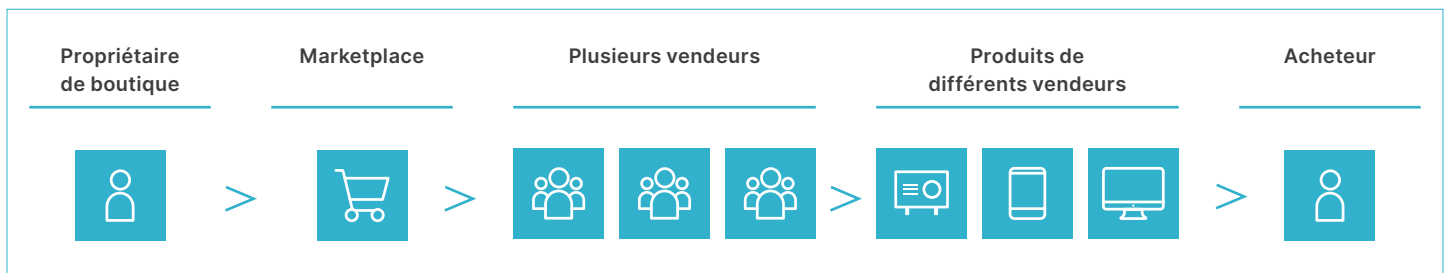 Propriétaire
de boutique
Marketplace
Plusieurs vendeurs
Produits de
différents vendeurs
Acheteur